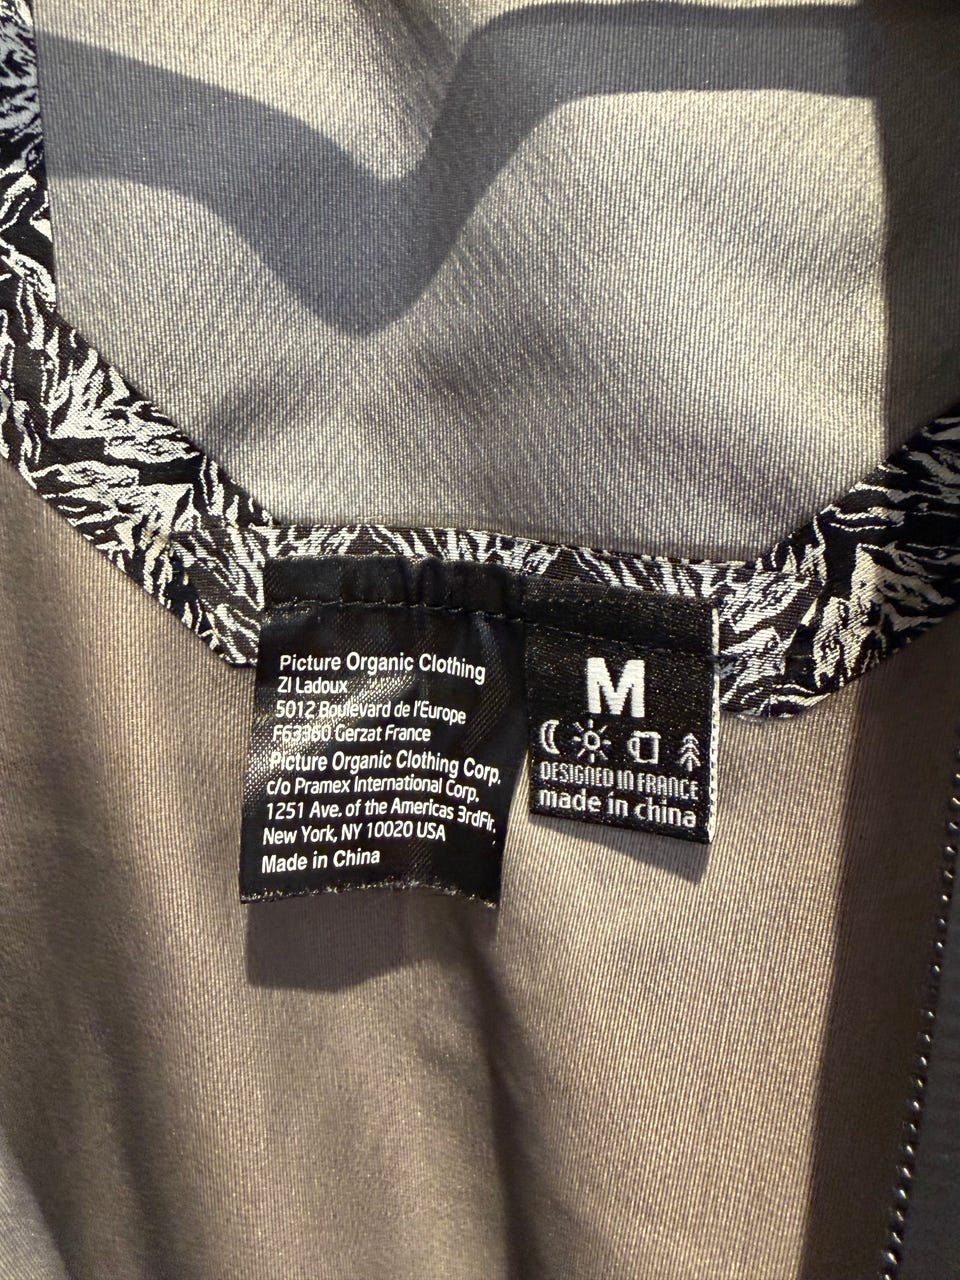 Picture Organic Clothing
ZI Ladoux
5012 Boulevard de l'Europe
F63360 Gerzat France
Picture Organic Clothing Corp.
c/o Pramex International Corp.
1251 Ave. of the Americas 3rdFlr.
New York, NY 10020 USA
Made in China
M
DESIGNED IN FRANCE
made in china